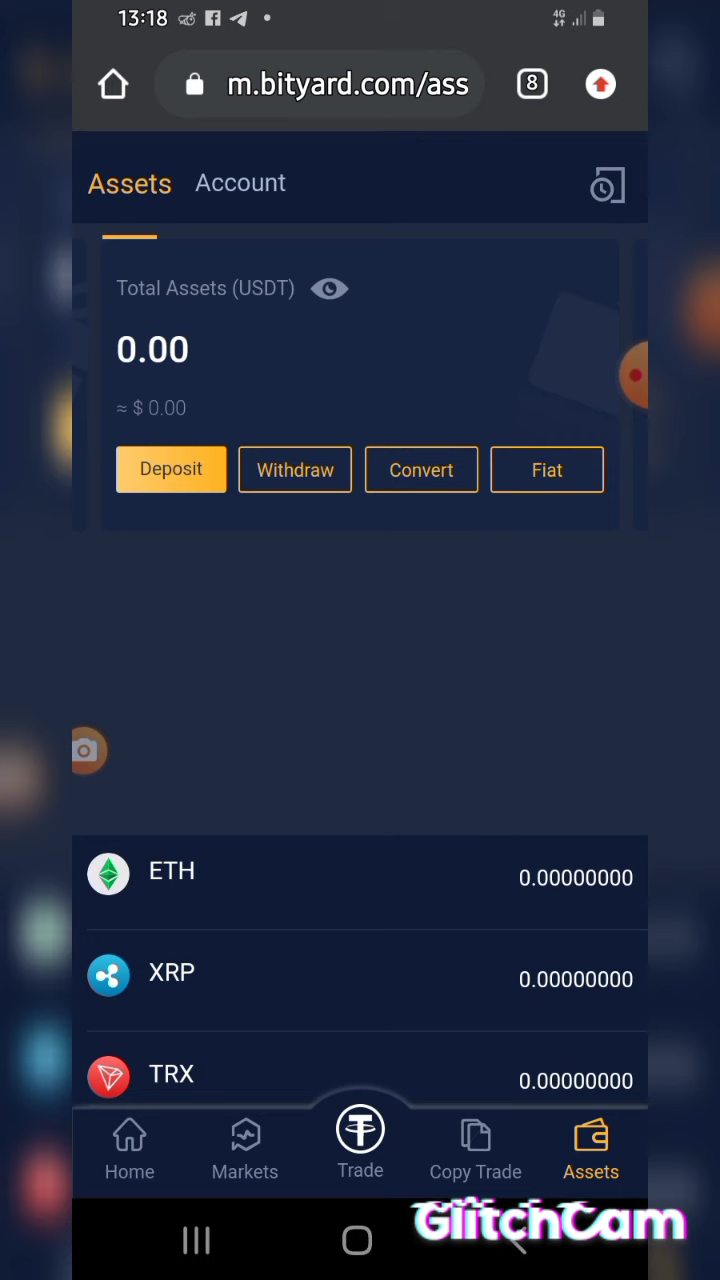 13:18
4G
m.bityard.com/ass
8
Assets Account
Total Assets (USDT)
0.00
≈ $ 0.00
Deposit Withdraw Convert Fiat
ETH 0.00000000
XRP 0.00000000
TRX 0.00000000
Home Markets Trade Copy Trade Assets
GlitchCam